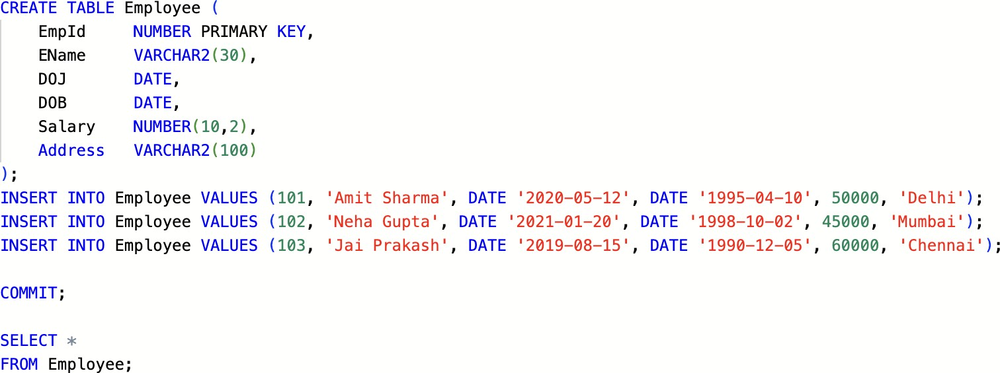 CREATE TABLE Employee (
    EmpId     NUMBER PRIMARY KEY,
    EName     VARCHAR2(30),
    DOJ       DATE,
    DOB       DATE,
    Salary    NUMBER(10,2),
    Address   VARCHAR2(100)
);
INSERT INTO Employee VALUES (101, 'Amit Sharma', DATE '2020-05-12', DATE '1995-04-10', 50000, 'Delhi');
INSERT INTO Employee VALUES (102, 'Neha Gupta', DATE '2021-01-20', DATE '1998-10-02', 45000, 'Mumbai');
INSERT INTO Employee VALUES (103, 'Jai Prakash', DATE '2019-08-15', DATE '1990-12-05', 60000, 'Chennai');

COMMIT;

SELECT *
FROM Employee;